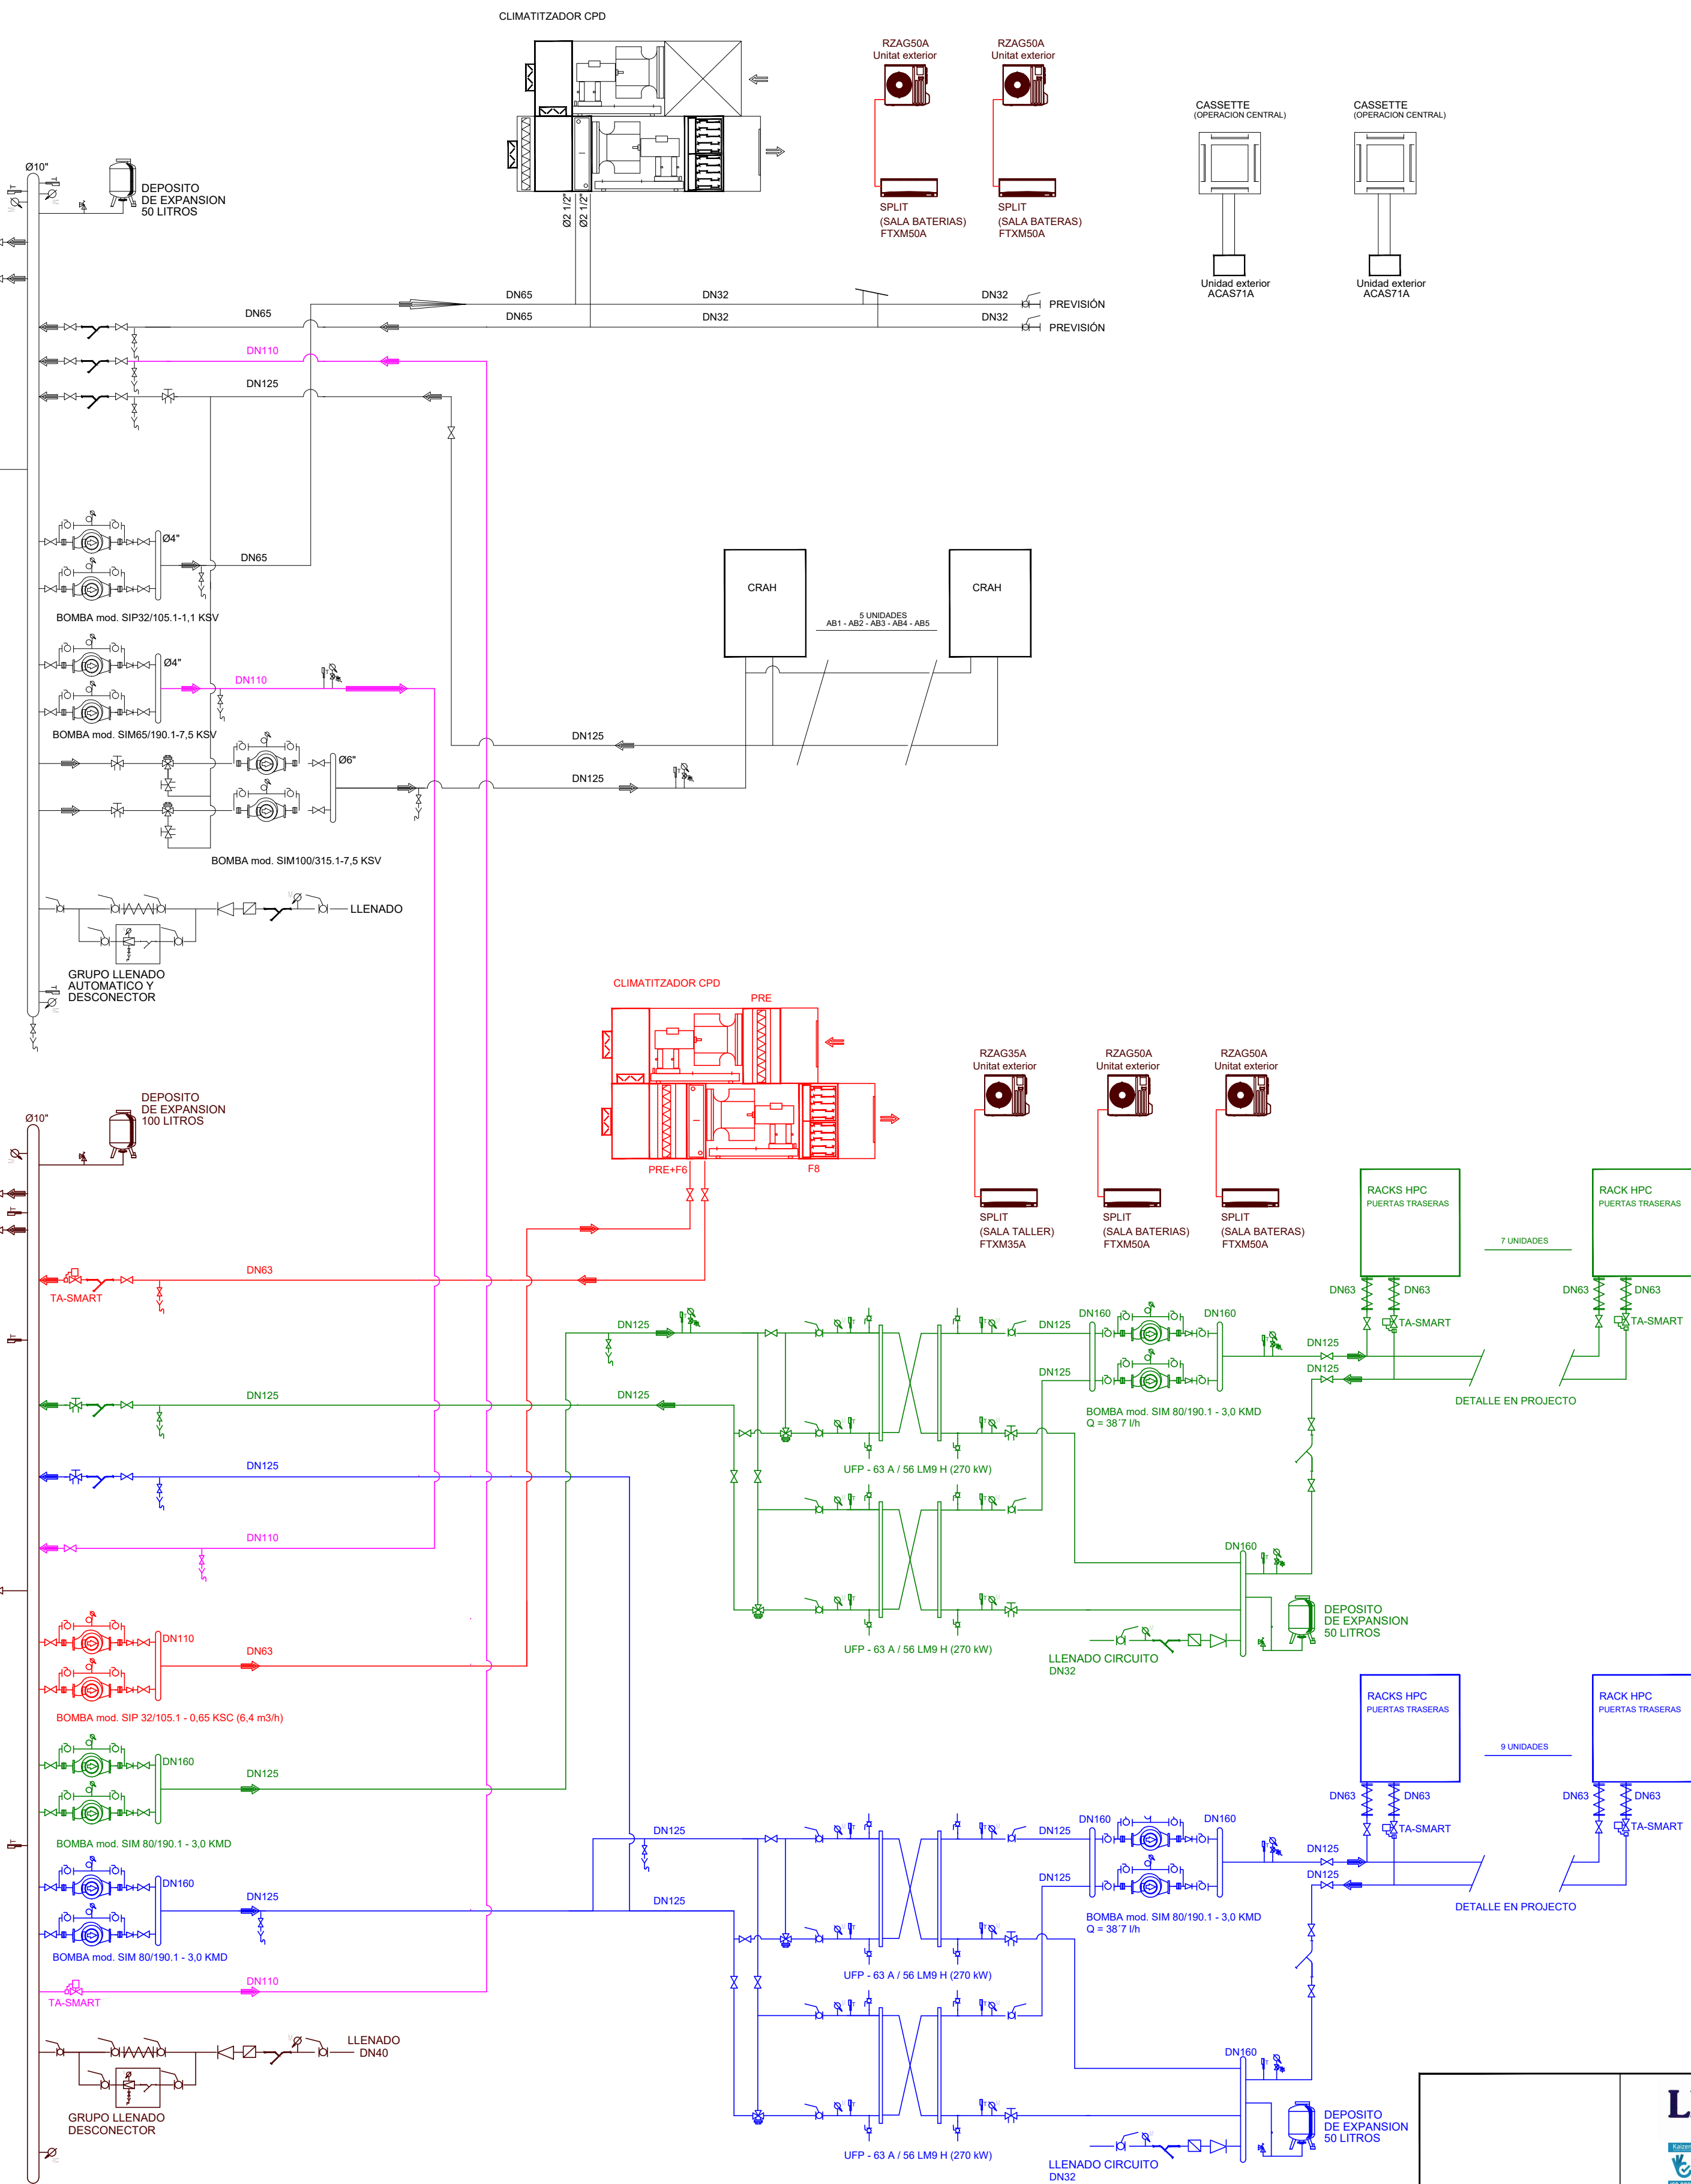 CLIMATITZADOR CPD
RZAG50A
Unitat exterior
RZAG50A
Unitat exterior
CASSETTE
(OPERACION CENTRAL)
CASSETTE
(OPERACION CENTRAL)
Ø10"
DEPOSITO
DE EXPANSION
50 LITROS
Ø2 1/2"
Ø2 1/2"
SPLIT
(SALA BATERIAS)
FTXM50A
SPLIT
(SALA BATERAS)
FTXM50A
Unidad exterior
ACAS71A
Unidad exterior
ACAS71A
DN65
DN32
DN32
PREVISIÓN
DN65
DN65
DN32
DN32
PREVISIÓN
DN110
DN125
Ø4"
DN65
BOMBA mod. SIP32/105.1-1,1 KSV
CRAH
CRAH
5 UNIDADES
AB1 - AB2 - AB3 - AB4 - AB5
Ø4"
DN110
BOMBA mod. SIM65/190.1-7,5 KSV
DN125
Ø6"
DN125
BOMBA mod. SIM100/315.1-7,5 KSV
LLENADO
GRUPO LLENADO
AUTOMATICO Y
DESCONECTOR
CLIMATITZADOR CPD
PRE
PRE+F6
F8
RZAG35A
Unitat exterior
RZAG50A
Unitat exterior
RZAG50A
Unitat exterior
Ø10"
DEPOSITO
DE EXPANSION
100 LITROS
SPLIT
(SALA TALLER)
FTXM35A
SPLIT
(SALA BATERIAS)
FTXM50A
SPLIT
(SALA BATERAS)
FTXM50A
RACKS HPC
PUERTAS TRASERAS
RACK HPC
PUERTAS TRASERAS
7 UNIDADES
DN63
TA-SMART
DN63
DN63
DN63
DN63
TA-SMART
TA-SMART
DN125
DN125
DN160
DN160
DN125
DN125
DN125
DN125
DN125
DETALLE EN PROJECTO
BOMBA mod. SIM 80/190.1 - 3,0 KMD
Q = 38'7 l/h
UFP - 63 A / 56 LM9 H (270 kW)
DN125
DN110
DN160
DEPOSITO
DE EXPANSION
50 LITROS
UFP - 63 A / 56 LM9 H (270 kW)
LLENADO CIRCUITO
DN32
DN110
DN63
BOMBA mod. SIP 32/105.1 - 0,65 KSC (6,4 m3/h)
RACKS HPC
PUERTAS TRASERAS
RACK HPC
PUERTAS TRASERAS
9 UNIDADES
DN160
DN125
BOMBA mod. SIM 80/190.1 - 3,0 KMD
DN63
DN63
DN63
DN63
TA-SMART
TA-SMART
DN125
DN125
DN160
DN160
DN125
DN125
DN125
DN160
DN125
DN125
DETALLE EN PROJECTO
BOMBA mod. SIM 80/190.1 - 3,0 KMD
Q = 38'7 l/h
BOMBA mod. SIM 80/190.1 - 3,0 KMD
UFP - 63 A / 56 LM9 H (270 kW)
DN110
TA-SMART
LLENADO
DN40
GRUPO LLENADO
DESCONECTOR
DN160
DEPOSITO
DE EXPANSION
50 LITROS
UFP - 63 A / 56 LM9 H (270 kW)
LLENADO CIRCUITO
DN32
Kaizen